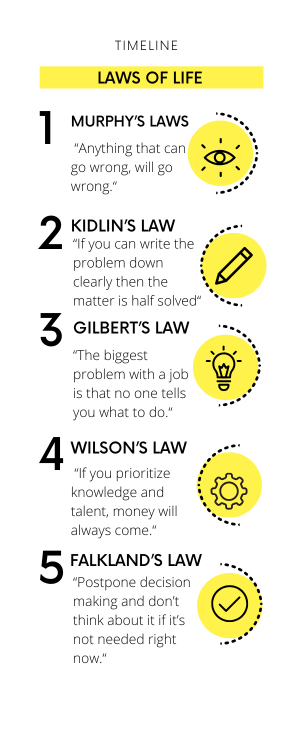 TIMELINE
LAWS OF LIFE
1
MURPHY'S LAWS
“Anything that can
go wrong, will go
wrong.“
2
KIDLIN'S LAW
“If you can write the
problem down
clearly then the
matter is half solved“
3
GILBERT'S LAW
“The biggest
problem with a job
is that no one tells
you what to do.“
4
WILSON'S LAW
“If you prioritize
knowledge and
talent, money will
always come.“
5
FALKLAND'S LAW
“Postpone decision
making and don't
think about it if it's
not needed right
now.“